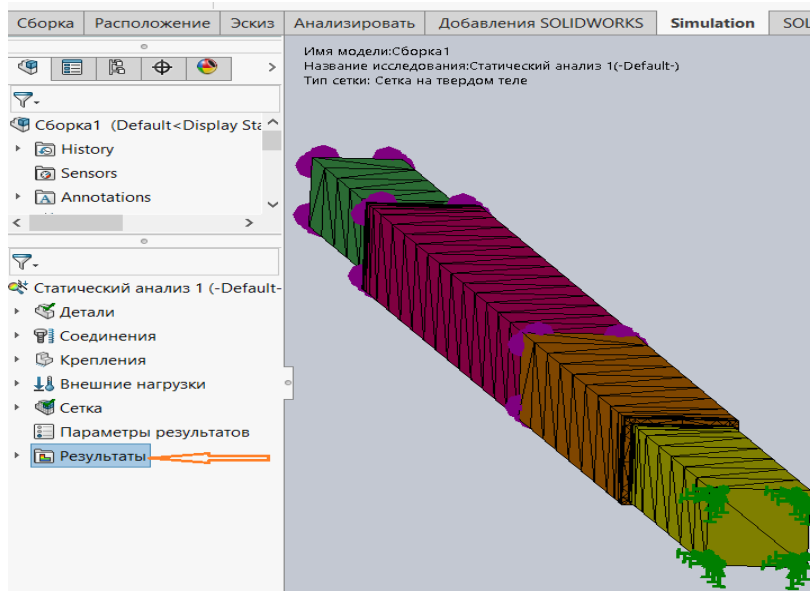 Сборка Расположение Эскиз Анализировать Добавления SOLIDWORKS Simulation SOL
Имя модели:Сборка1
Название исследования:Статический анализ 1(-Default-)
Тип сетки: Сетка на твердом теле
Сборка1 (Default<Display Sta
History
Sensors
Annotations
Статический анализ 1 (-Default-
Детали
Соединения
Крепления
Внешние нагрузки
Сетка
Параметры результатов
Результаты